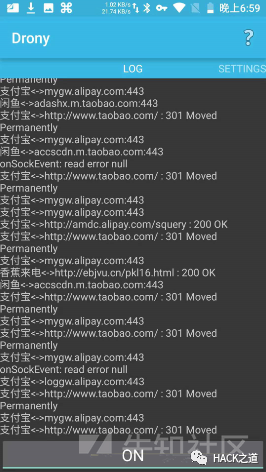 1.02 KB/s
21.74 KB/s
晚上6:59
Drony
?
LOG
SETTINGS
Permanently
支付宝<->mygw.alipay.com:443
闲鱼<->adashx.m.taobao.com:443
支付宝<->http://www.taobao.com/ : 301 Moved
Permanently
支付宝<->mygw.alipay.com:443
闲鱼<->accscdn.m.taobao.com:443
onSockEvent: read error null
支付宝<->http://www.taobao.com/ : 301 Moved
Permanently
支付宝<->mygw.alipay.com:443
支付宝<->mygw.alipay.com:443
支付宝<->http://amdc.alipay.com/squery : 200 OK
支付宝<->http://www.taobao.com/ : 301 Moved
Permanently
支付宝<->mygw.alipay.com:443
香蕉来电<->http://ebjvu.cn/pkl16.html : 200 OK
闲鱼<->accscdn.m.taobao.com:443
支付宝<->http://www.taobao.com/ : 301 Moved
Permanently
支付宝<->mygw.alipay.com:443
支付宝<->http://www.taobao.com/ : 301 Moved
Permanently
支付宝<->mygw.alipay.com:443
onSockEvent: read error null
支付宝<->loggw.alipay.com:443
支付宝<->http://www.taobao.com/ : 301 Moved
Permanently
支付宝<->mygw.alipay.com:443
支付宝<->http://www.taobao.com/ : 301 Moved
ON
HACK之道